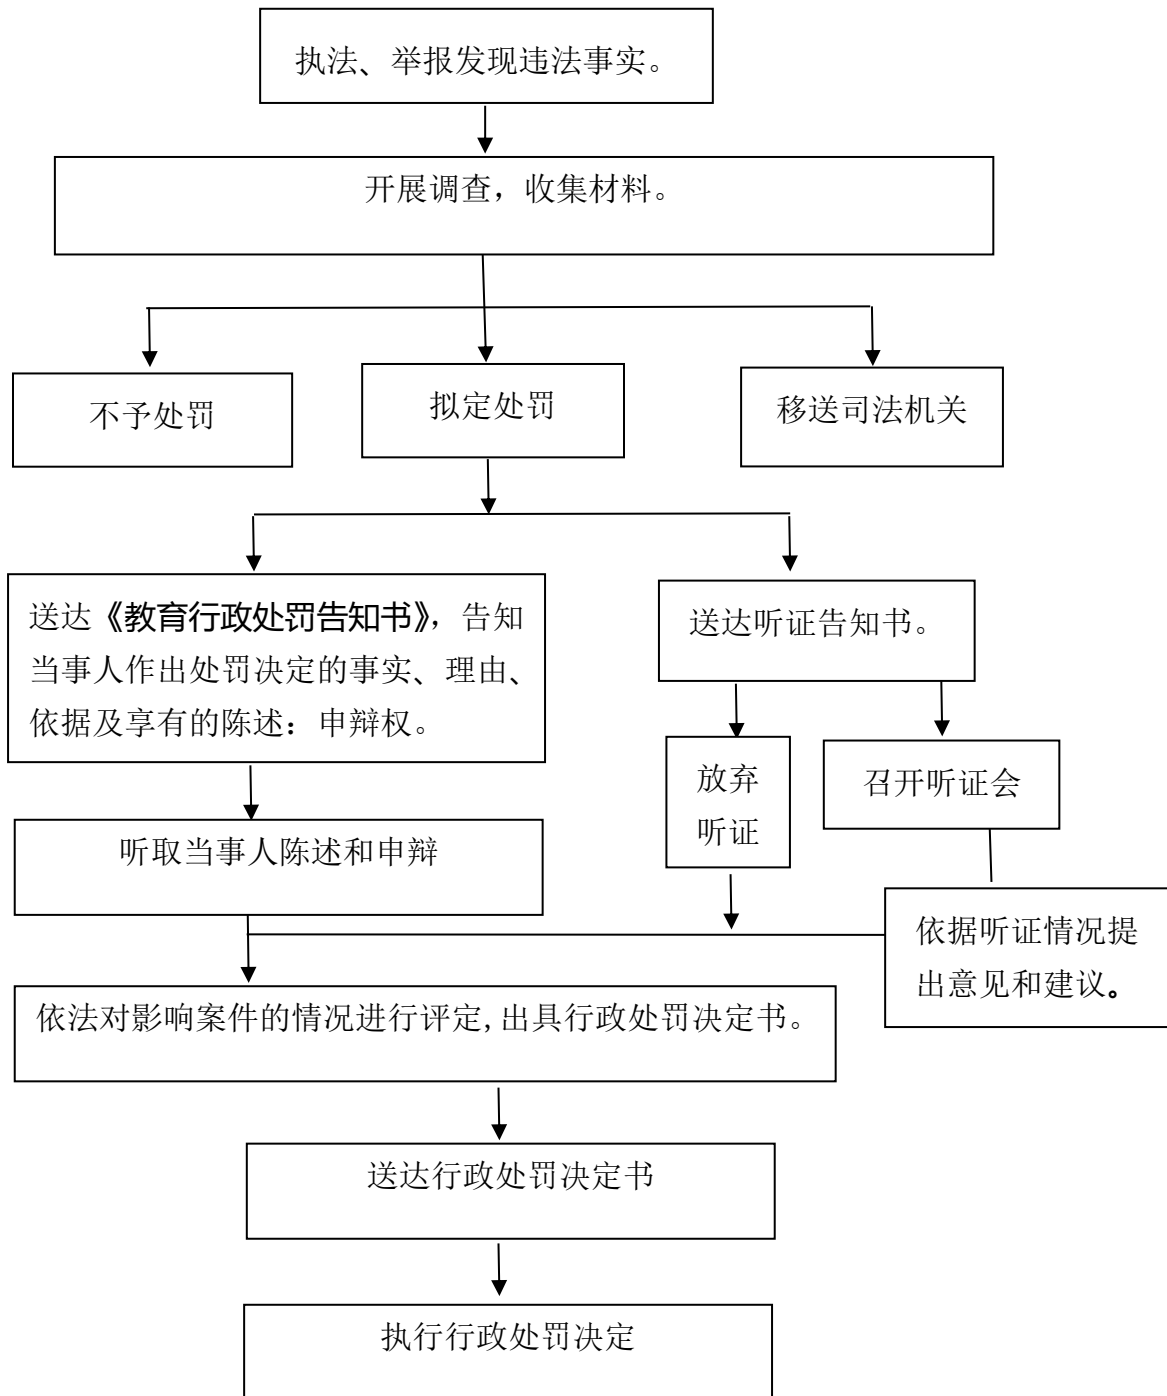 执法、举报发现违法事实。
开展调查，收集材料。
不予处罚
拟定处罚
移送司法机关
送达《教育行政处罚告知书》，告知
当事人作出处罚决定的事实、理由、
依据及享有的陈述：申辩权。
送达听证告知书。
放弃
听证
召开听证会
听取当事人陈述和申辩
依据听证情况提
出意见和建议。
依法对影响案件的情况进行评定,出具行政处罚决定书。
送达行政处罚决定书
执行行政处罚决定